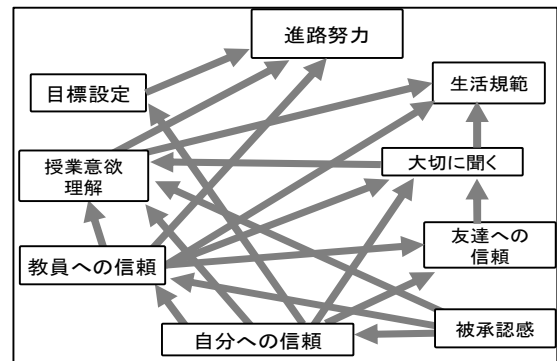 進路努力
目標設定
生活規範
授業意欲
理解
大切に聞く
友達への
信頼
教員への信頼
自分への信頼
被承認感